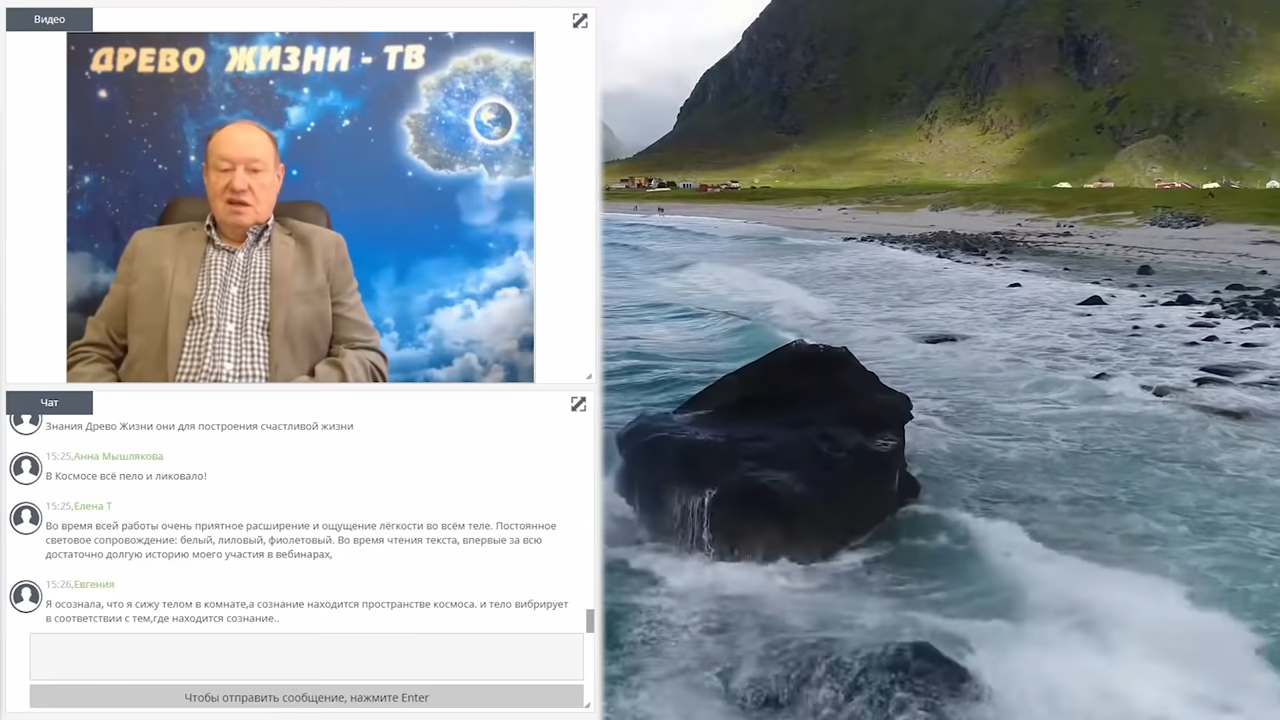 Видео
ДРЕВО ЖИЗНИ - ТВ
Чат
Знания Древо Жизни они для построения счастливой жизни
15:25,Анна Мышлякова
В Космосе всё пело и ликовало!
15:25,Елена Т
Во время всей работы очень приятное расширение и ощущение лёгкости во всём теле. Постоянное
световое сопровождение: белый, лиловый, фиолетовый. Во время чтения текста, впервые за всю
достаточно долгую историю моего участия в вебинарах,
15:26,Евгения
Я осознала, что я сижу телом в комнате,а сознание находится пространстве космоса. и тело вибрирует
в соответствии с тем,где находится сознание..
Чтобы отправить сообщение, нажмите Enter